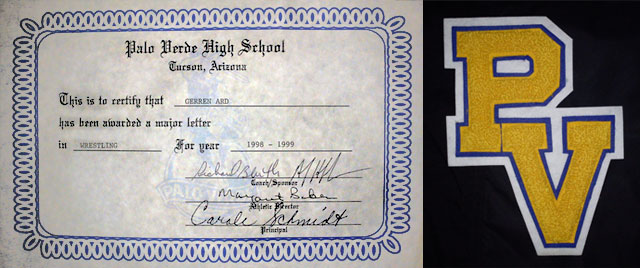 Palo Verde High School
Tucson, Arizona
This is to certify that GERREN ARD
has been awarded a major letter
in WRESTLING For year 1998 - 1999
Coach/Sponsor
Margaret
Athletic Director
Carole Schmidt
Principal
PV